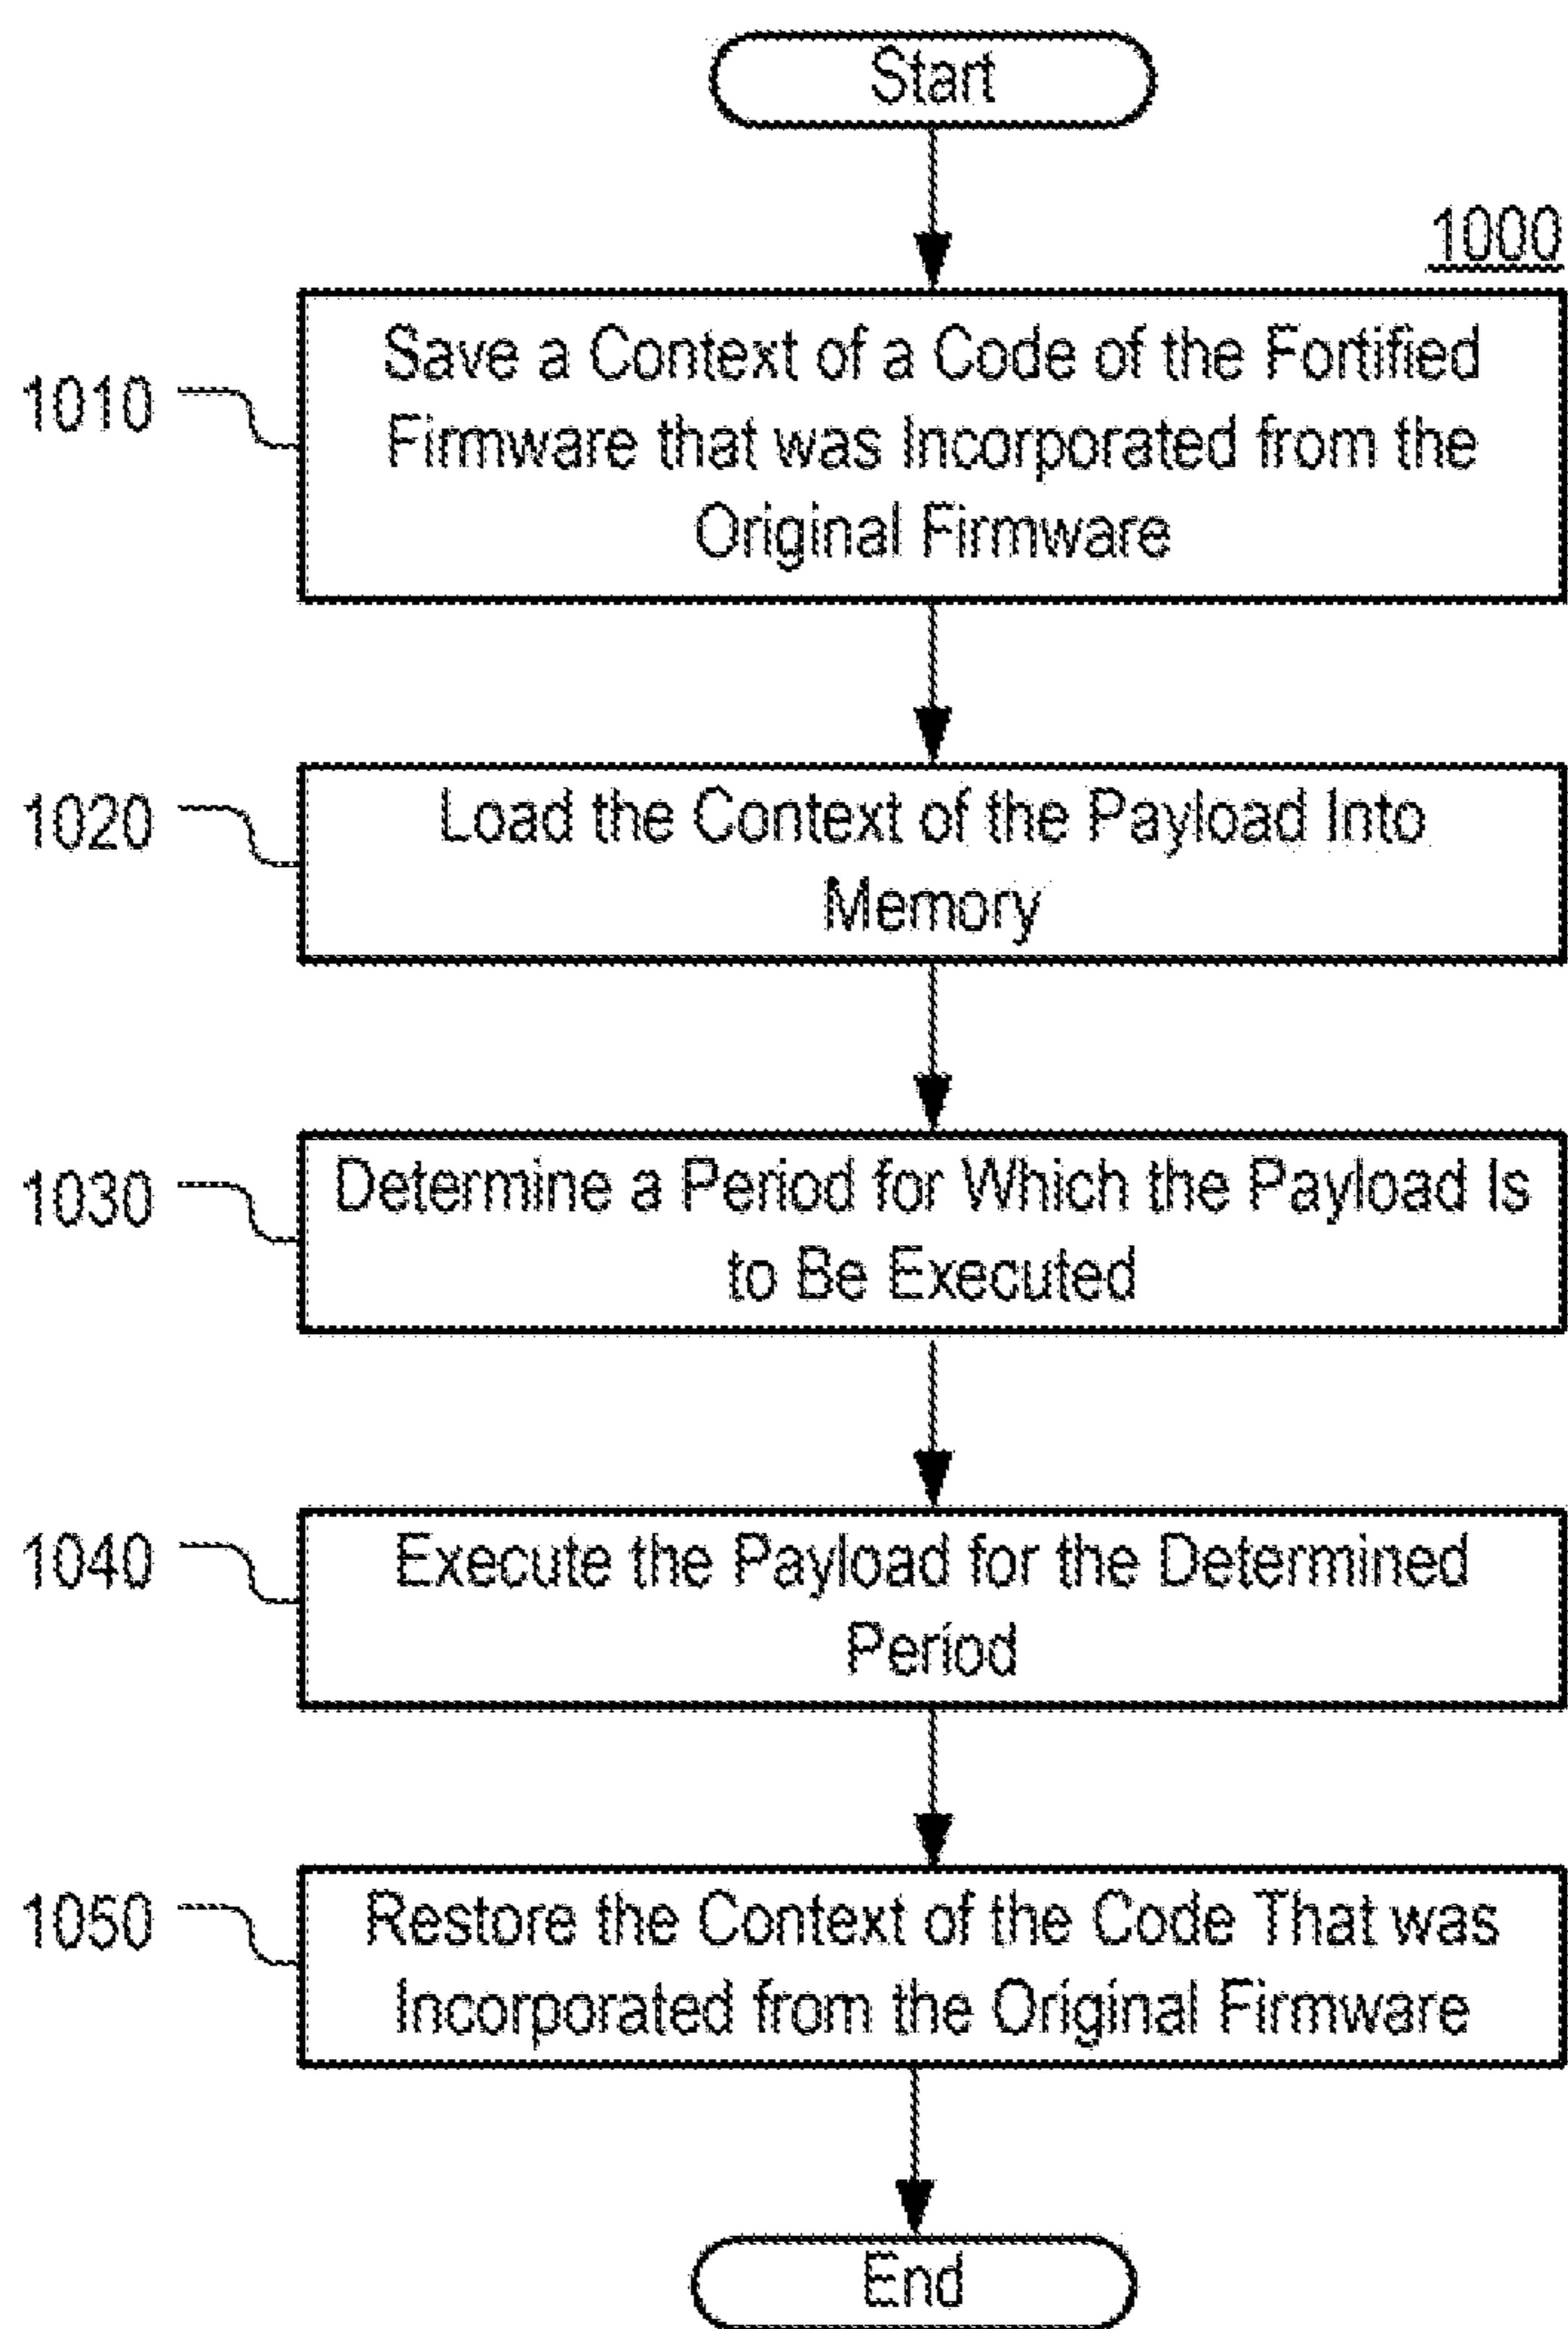 Start
1000
1010
Save a Context of a Code of the Fortified
Firmware that was Incorporated from the
Original Firmware
1020
Load the Context of the Payload Into
Memory
1030
Determine a Period for Which the Payload Is
to Be Executed
1040
Execute the Payload for the Determined
Period
1050
Restore the Context of the Code That was
Incorporated from the Original Firmware
End